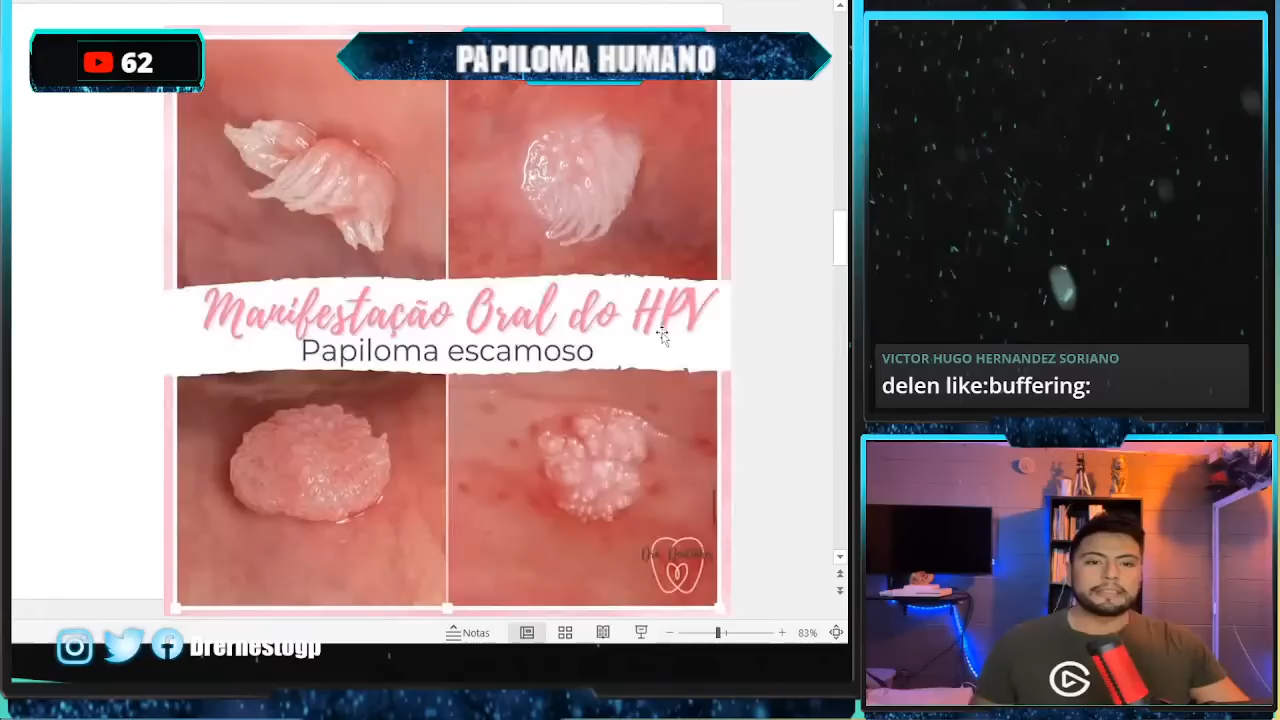 62
PAPILOMA HUMANO
Manifestação Oral do HPV
Papiloma escamoso
VICTOR HUGO HERNANDEZ SORIANO
delen like:buffering:
Notas
83%
Drernestogp